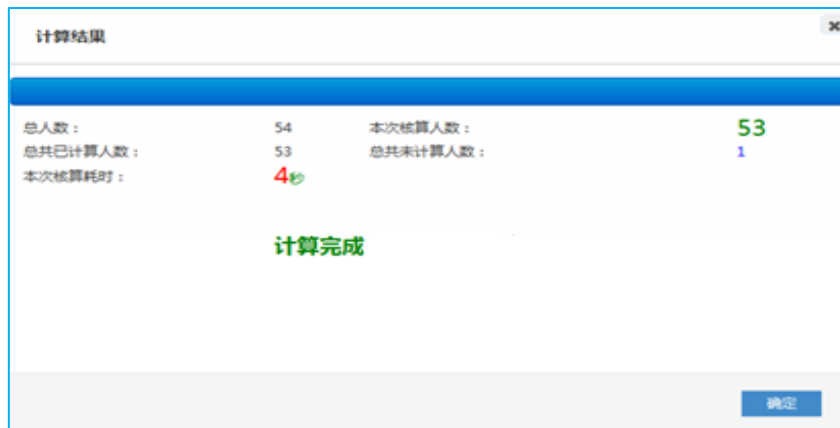 计算结果
总人数： 54 本次核算人数： 53
总共已计算人数： 53 总共未计算人数： 1
本次核算耗时： 4秒
计算完成
确定